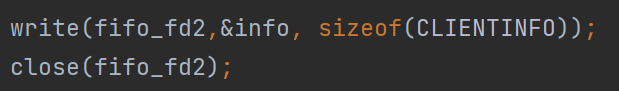 write(fifo_fd2,&info, sizeof(CLIENTINFO));
close(fifo_fd2);